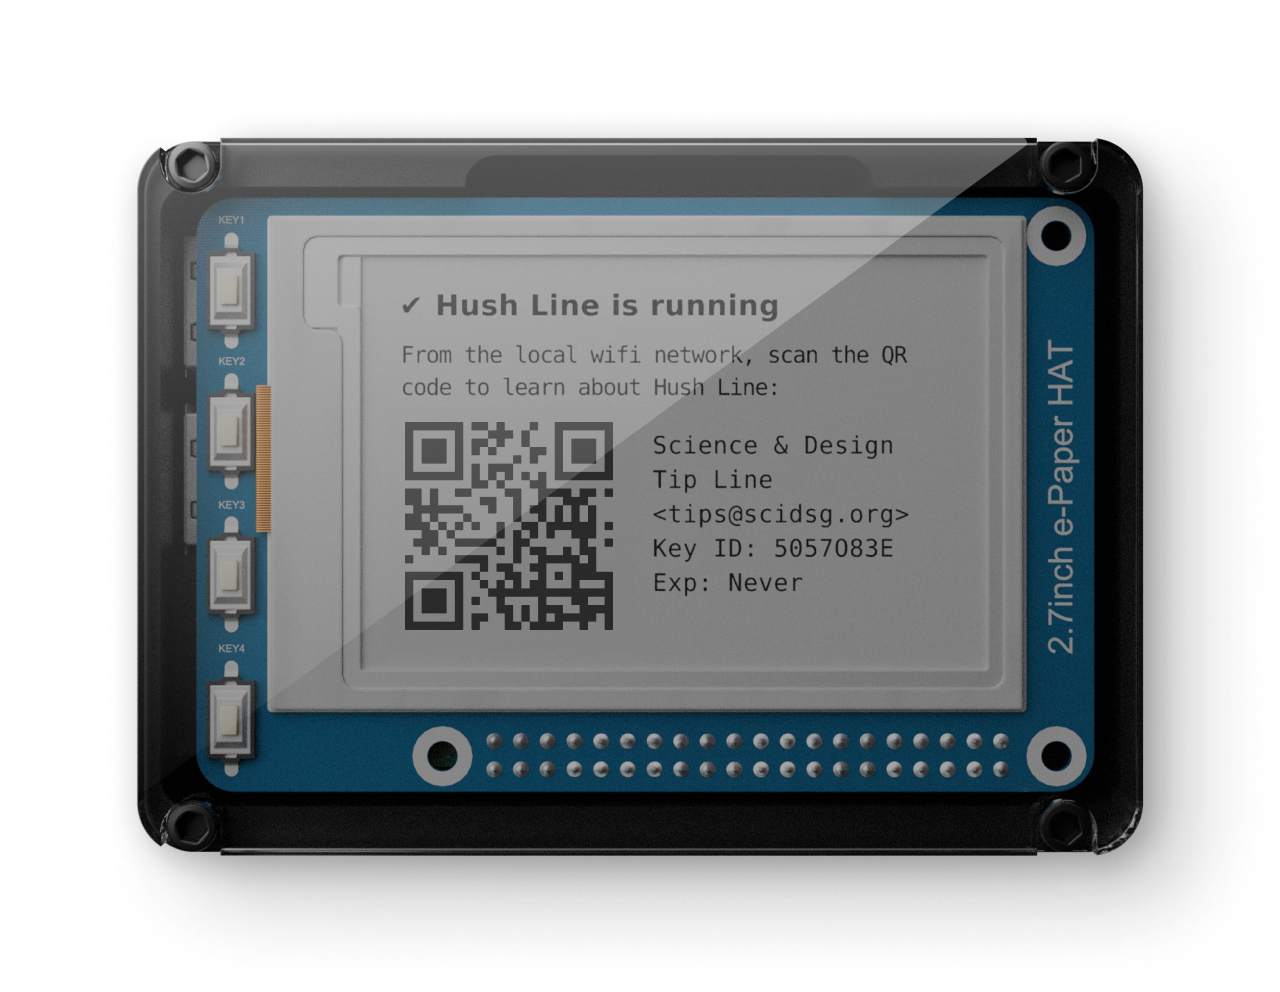 KEY1
✔ Hush Line is running
From the local wifi network, scan the QR
code to learn about Hush Line:
KEY2
Science & Design
Tip Line
<tips@scidsg.org>
KEY3
Key ID: 5057083E
Exp: Never
KEY4
2.7inch e-Paper HAT